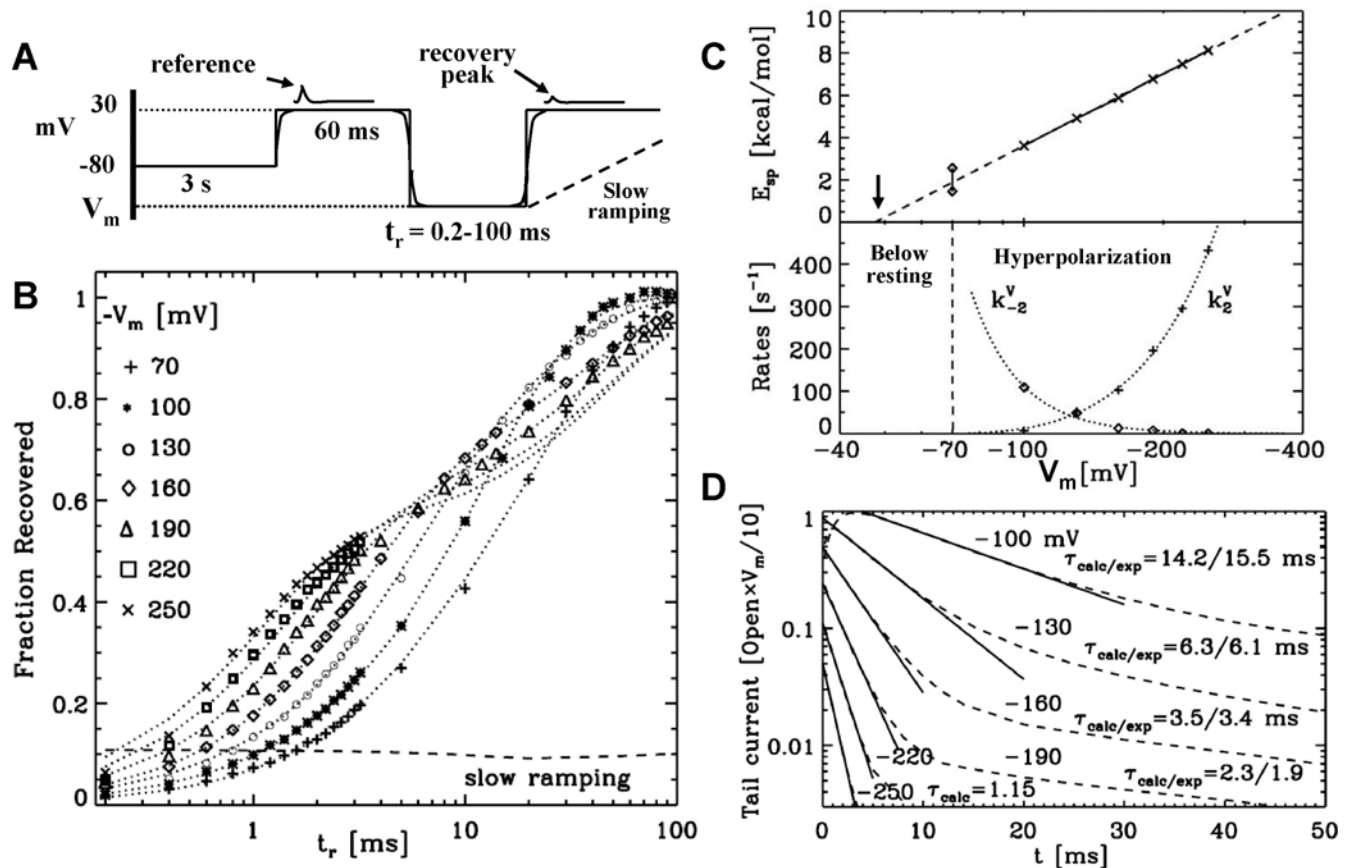 A
reference
recovery
peak
30
mV
60 ms
-80
3 s
V_m
t_r = 0.2-100 ms
Slow
ramping
B
1
0.8
0.6
0.4
0.2
0
Fraction Recovered
-V_m [mV]
+ 70
* 100
○ 130
◇ 160
△ 190
□ 220
× 250
slow ramping
1
10
100
t_r [ms]
C
10
8
6
4
2
0
E_sp [kcal/mol]
Below
resting
Hyperpolarization
k_-2^V
k_2^V
400
300
200
100
0
Rates [s^-1]
-40
-70
-100
-200
-400
V_m [mV]
D
1
0.1
0.01
Tail current [Open×V_m/10]
-100 mV
τ_calc/exp=14.2/15.5 ms
-130
τ_calc/exp=6.3/6.1 ms
-160
τ_calc/exp=3.5/3.4 ms
-220
-190
τ_calc/exp=2.3/1.9
-250
τ_calc=1.15
0
10
20
30
40
50
t [ms]